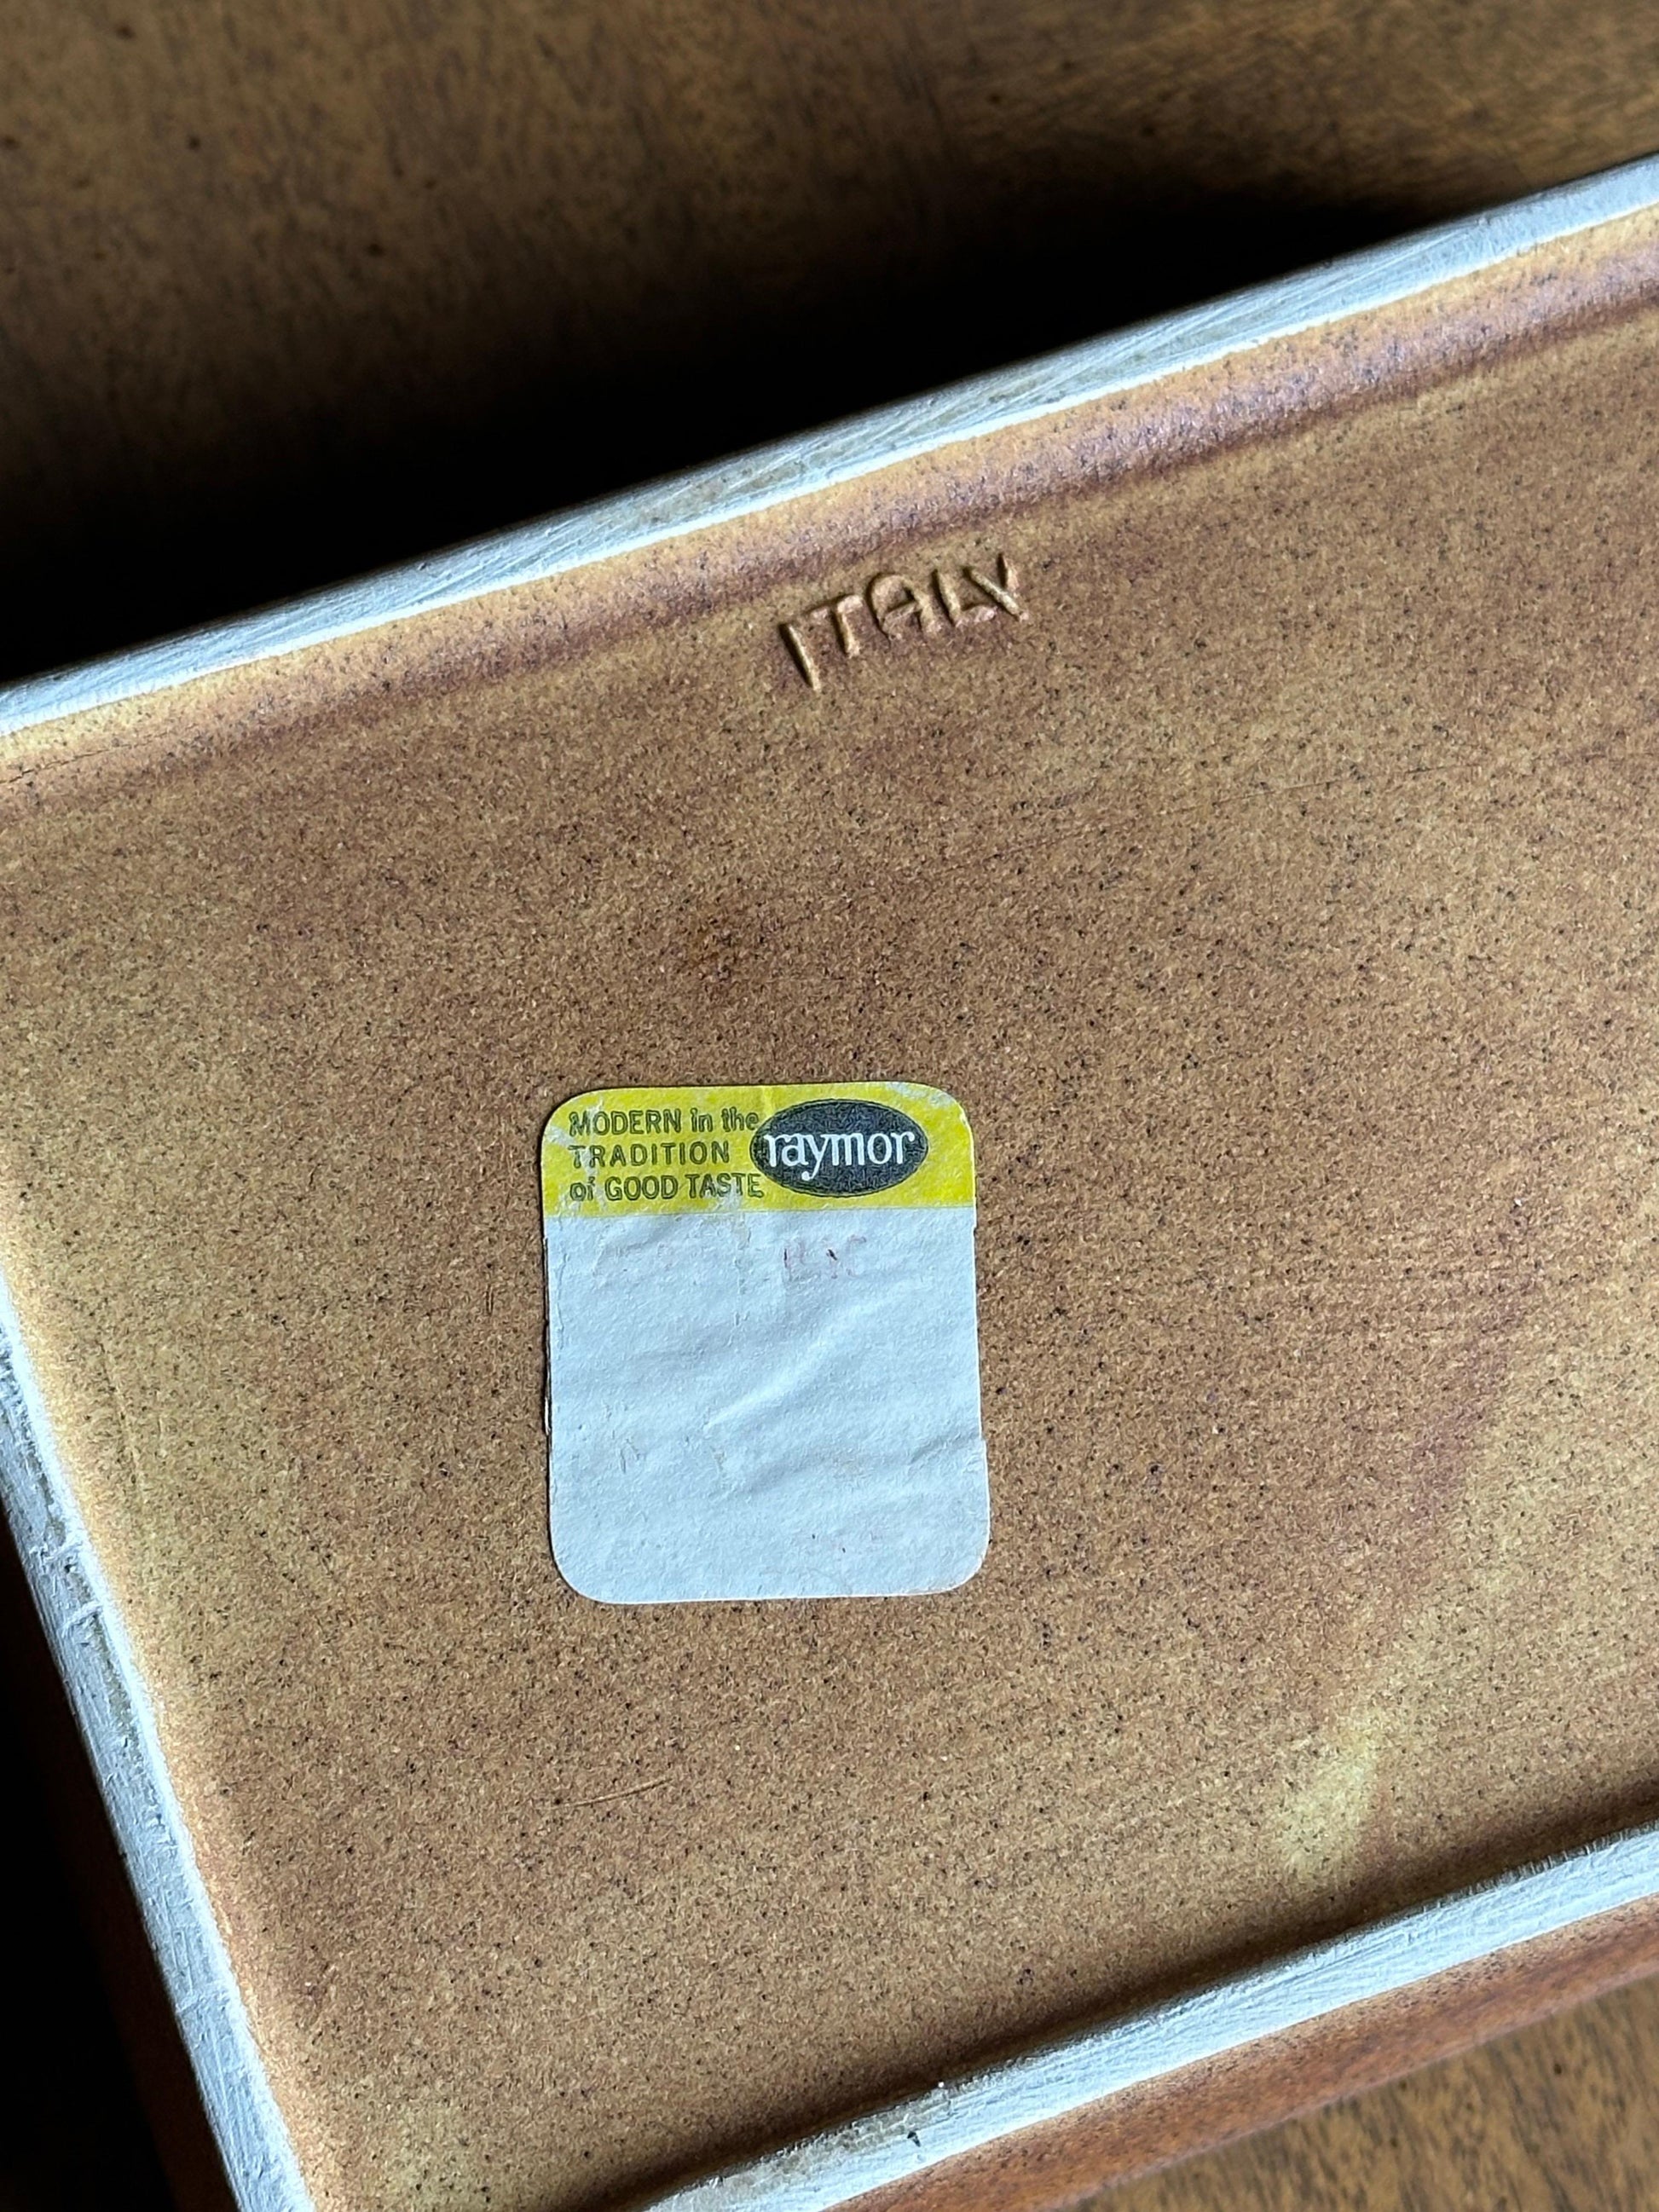 ITALY
MODERN in the
TRADITION
of GOOD TASTE
raymor